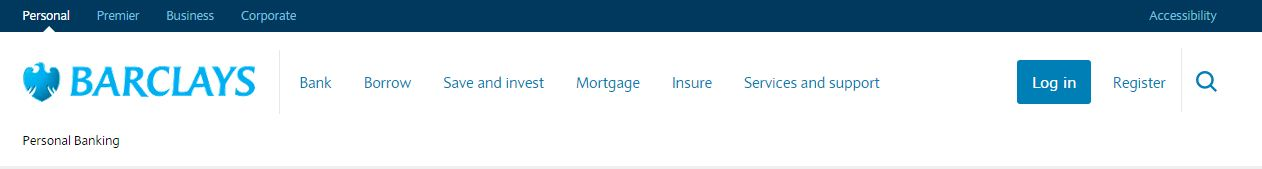 Personal Premier Business Corporate Accessibility
BARCLAYS Bank Borrow Save and invest Mortgage Insure Services and support Log in Register
Personal Banking